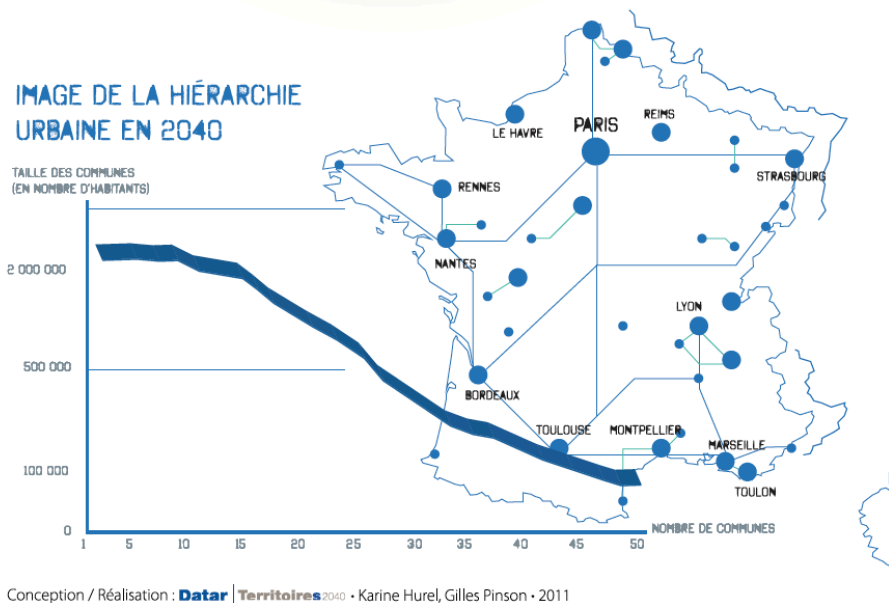 IMAGE DE LA HIÉRARCHIE
URBAINE EN 2040
TAILLE DES COMMUNES
(EN NOMBRE D'HABITANTS)
2 000 000
500 000
100 000
0
1 5 10 15 20 25 30 35 40 45 50
NOMBRE DE COMMUNES
LE HAVRE
PARIS
REIMS
STRASBOURG
RENNES
NANTES
LYON
BORDEAUX
TOULOUSE
MONTPELLIER
MARSEILLE
TOULON
Conception / Réalisation : Datar | Territoires 2040 • Karine Hurel, Gilles Pinson • 2011